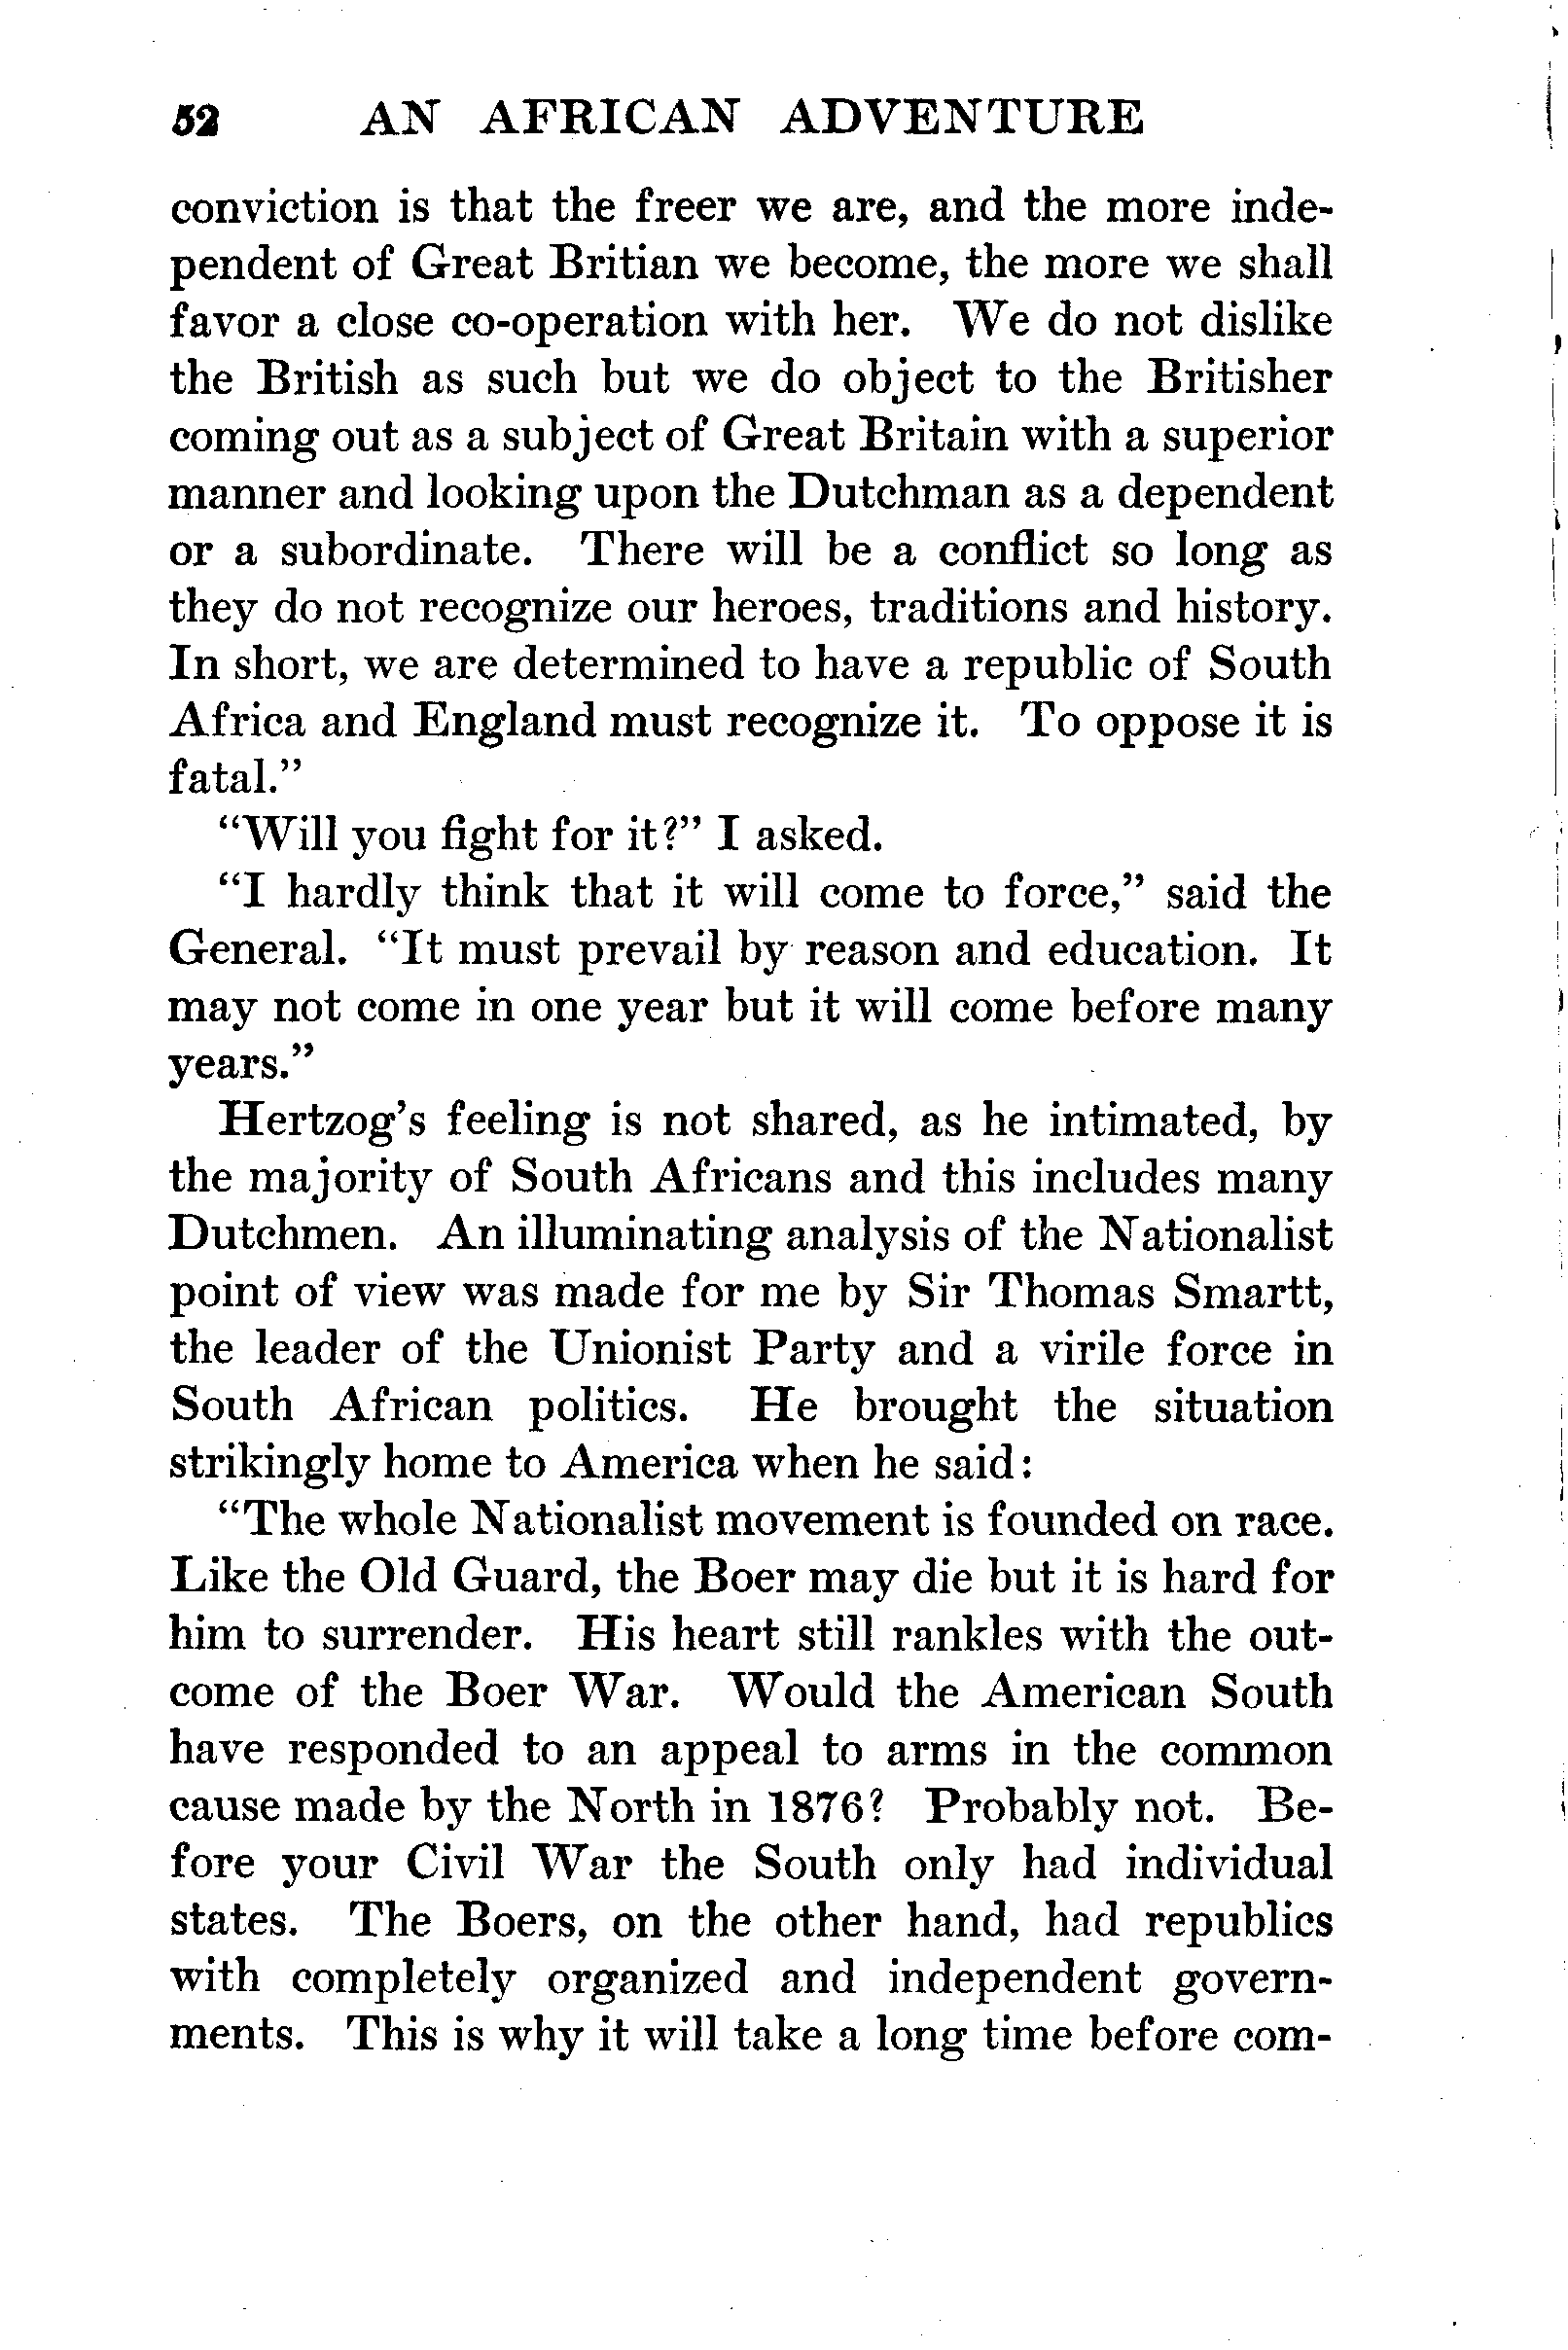 52 AN AFRICAN ADVENTURE
conviction is that the freer we are, and the more inde-
pendent of Great Britian we become, the more we shall
favor a close co-operation with her. We do not dislike
the British as such but we do object to the Britisher
coming out as a subject of Great Britain with a superior
manner and looking upon the Dutchman as a dependent
or a subordinate. There will be a conflict so long as
they do not recognize our heroes, traditions and history.
In short, we are determined to have a republic of South
Africa and England must recognize it. To oppose it is
fatal.”
“Will you fight for it?” I asked.
“I hardly think that it will come to force,” said the
General. “It must prevail by reason and education. It
may not come in one year but it will come before many
years.”
Hertzog’s feeling is not shared, as he intimated, by
the majority of South Africans and this includes many
Dutchmen. An illuminating analysis of the Nationalist
point of view was made for me by Sir Thomas Smartt,
the leader of the Unionist Party and a virile force in
South African politics. He brought the situation
strikingly home to America when he said:
“The whole Nationalist movement is founded on race.
Like the Old Guard, the Boer may die but it is hard for
him to surrender. His heart still rankles with the out-
come of the Boer War. Would the American South
have responded to an appeal to arms in the common
cause made by the North in 1876? Probably not. Be-
fore your Civil War the South only had individual
states. The Boers, on the other hand, had republics
with completely organized and independent govern-
ments. This is why it will take a long time before com-